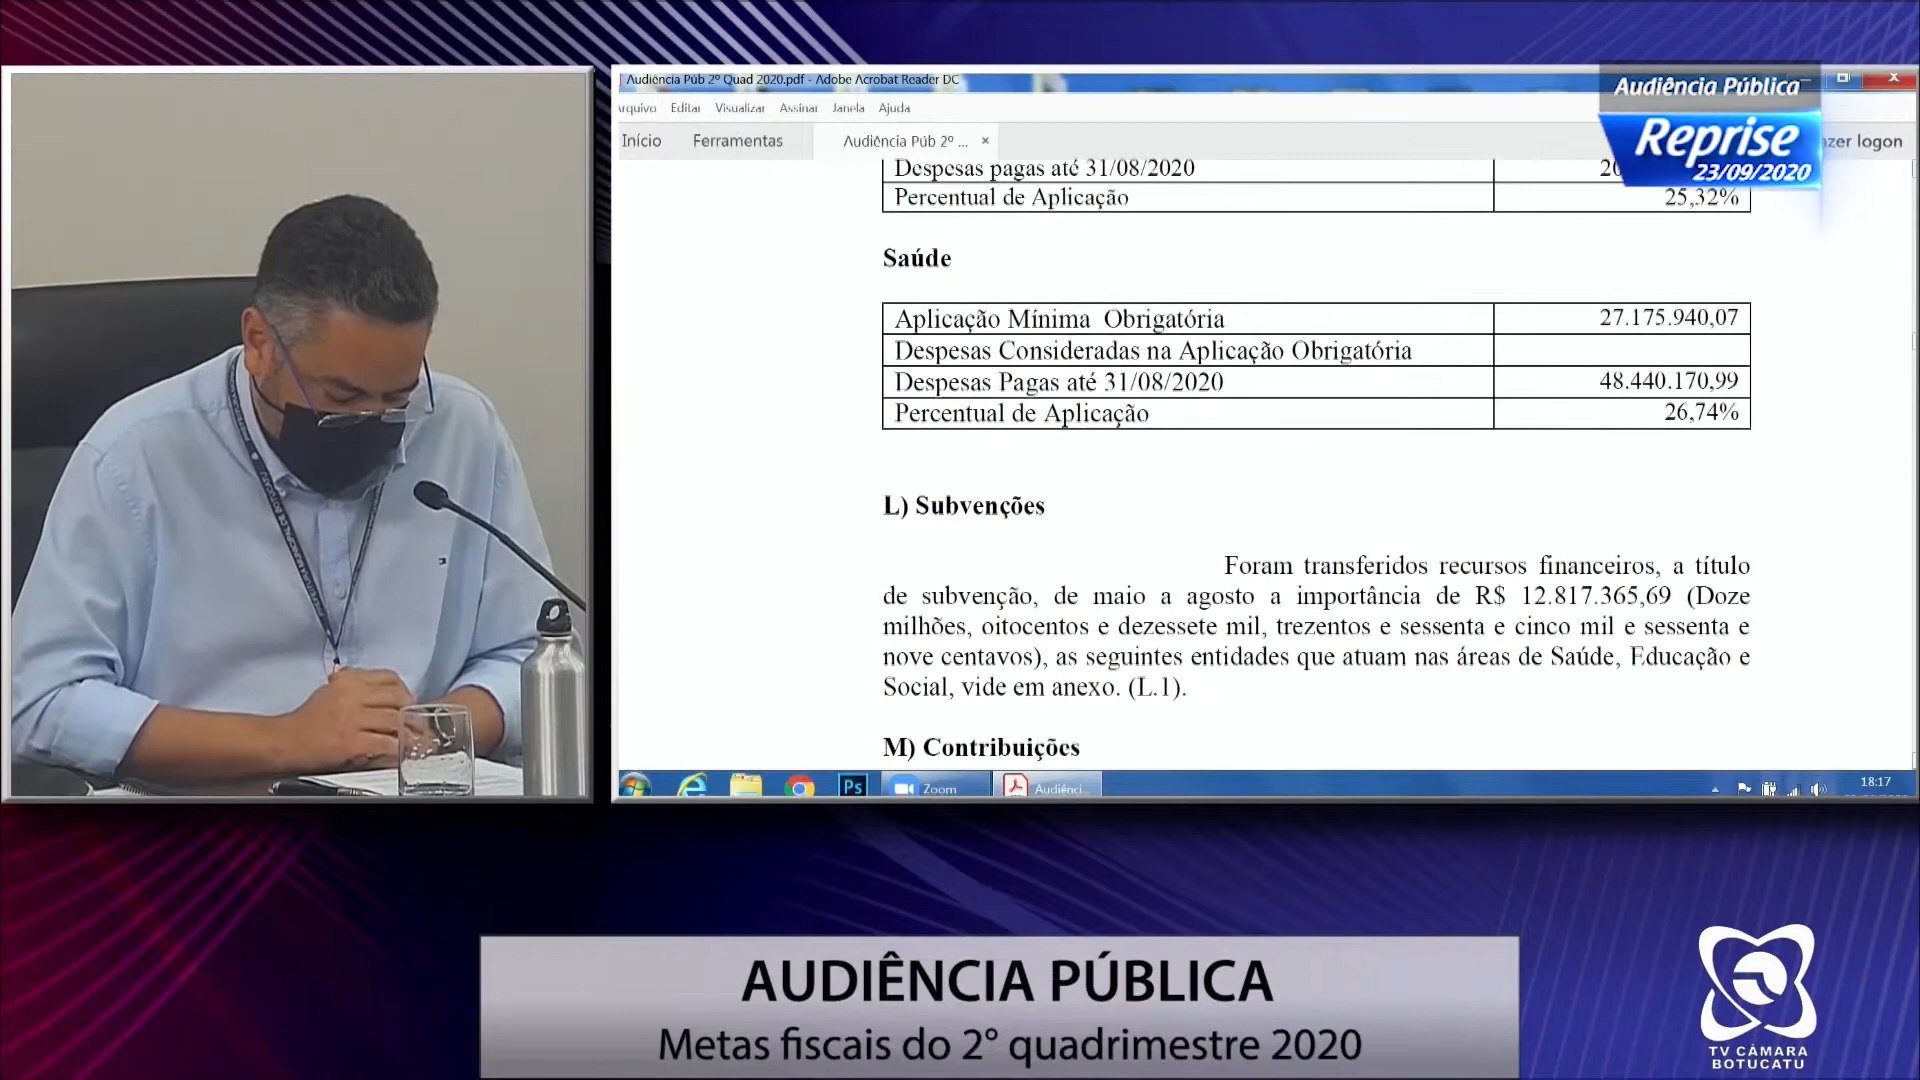 Audiência Púb 2º Quad 2020.pdf - Adobe Acrobat Reader DC
Audiência Pública
Reprise
23/09/2020
rquivo Editar Visualizar Assinar Janela Ajuda
Início Ferramentas Audiência Púb 2º ... × azer logon
Despesas pagas até 31/08/2020 20
Percentual de Aplicação 25,32%
Saúde
Aplicação Mínima Obrigatória 27.175.940,07
Despesas Consideradas na Aplicação Obrigatória
Despesas Pagas até 31/08/2020 48.440.170,99
Percentual de Aplicação 26,74%
L) Subvenções
Foram transferidos recursos financeiros, a título
de subvenção, de maio a agosto a importância de R$ 12.817.365,69 (Doze
milhões, oitocentos e dezessete mil, trezentos e sessenta e cinco mil e sessenta e
nove centavos), as seguintes entidades que atuam nas áreas de Saúde, Educação e
Social, vide em anexo. (L.1).
M) Contribuições
Ps Zoom Audiênci... 18:17
AUDIÊNCIA PÚBLICA
Metas fiscais do 2° quadrimestre 2020
TV CÂMARA
BOTUCATU